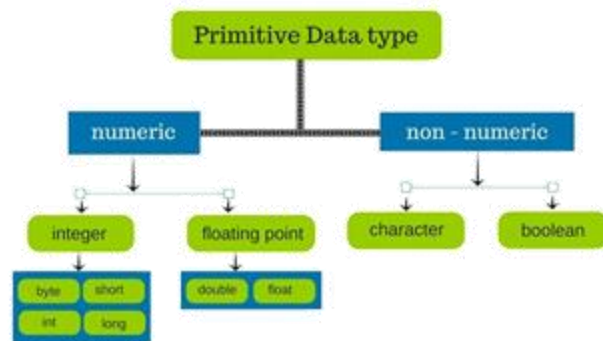 Primitive Data type
numeric
non - numeric
integer
floating point
character
boolean
byte
short
double
float
int
long